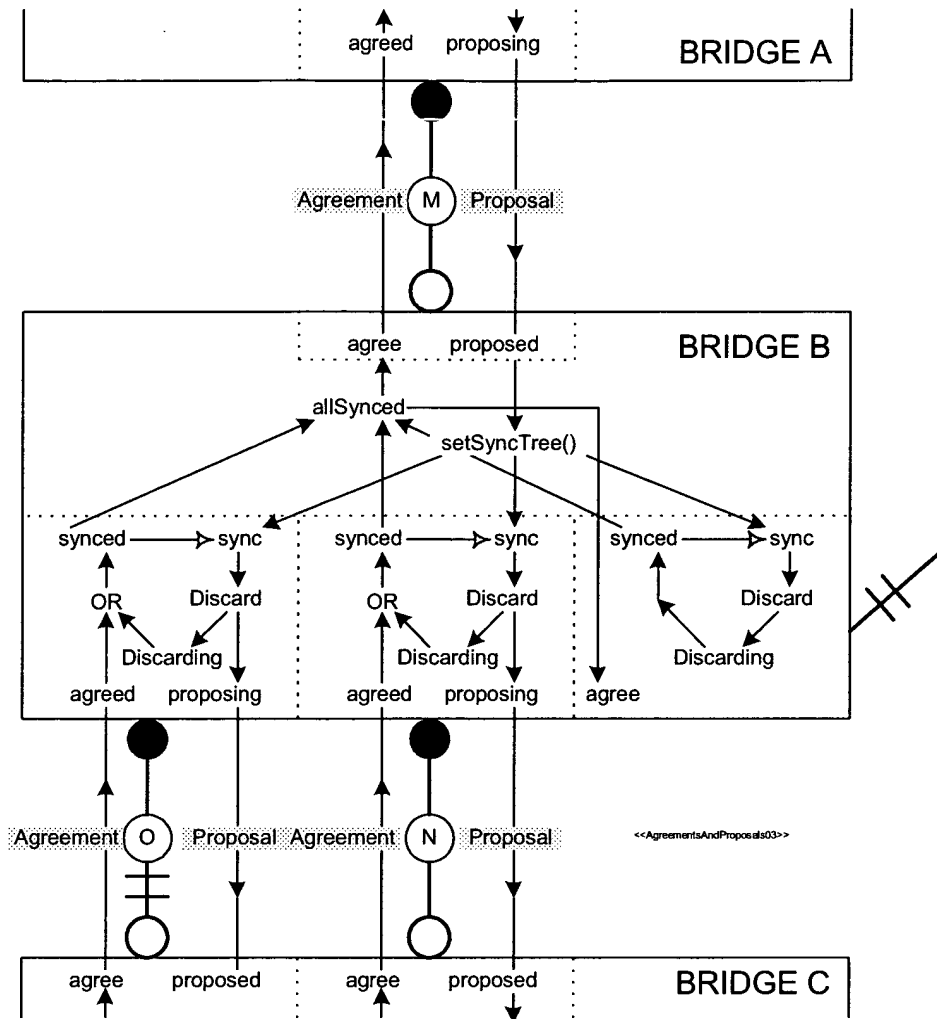 agreed proposing BRIDGE A
Agreement M Proposal
agree proposed BRIDGE B
allSynced
setSyncTree()
synced sync synced sync synced sync
OR Discard OR Discard Discard
Discarding Discarding Discarding
agreed proposing agreed proposing agree
Agreement O Proposal Agreement N Proposal <<AgreementsAndProposals03>>
agree proposed agree proposed BRIDGE C